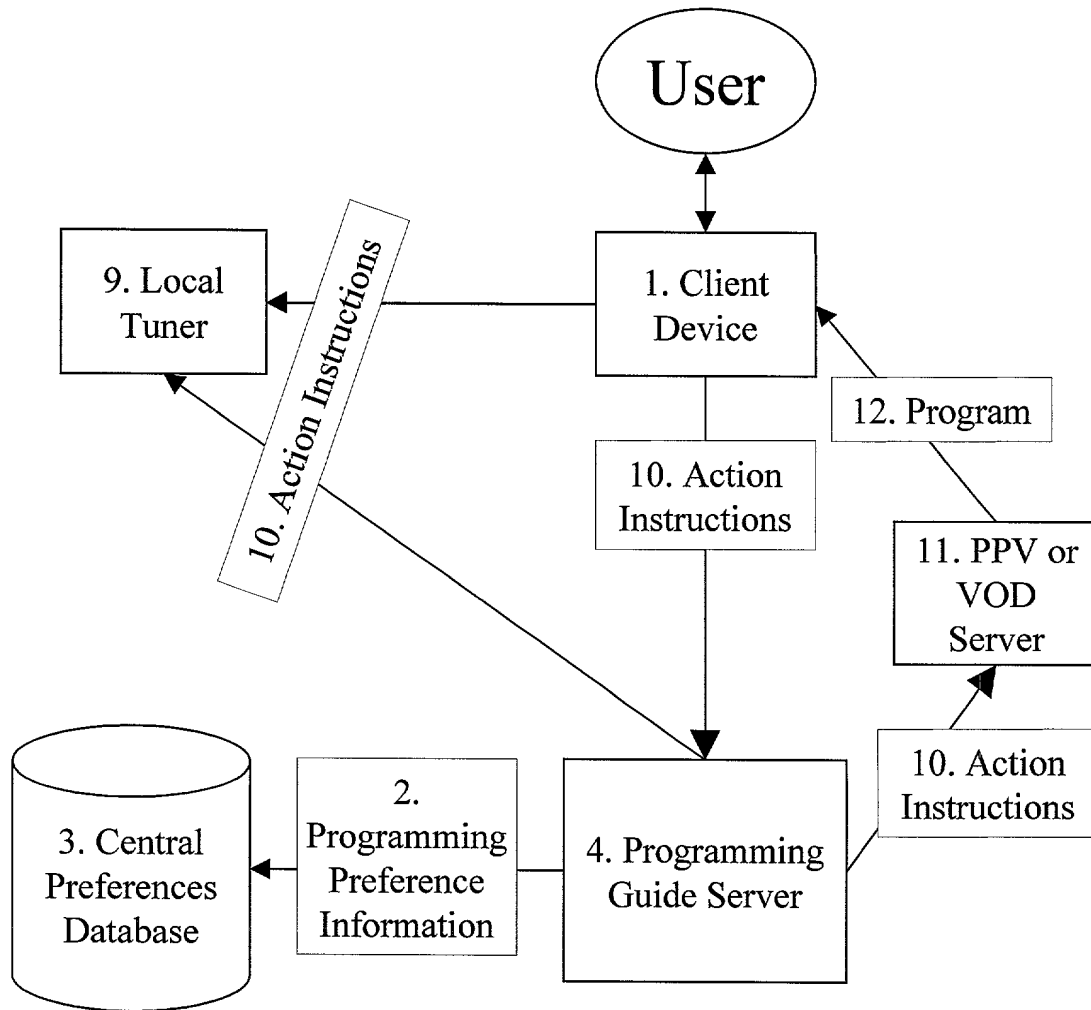 User
9. Local
Tuner
10. Action Instructions
1. Client
Device
12. Program
10. Action
Instructions
11. PPV or
VOD
Server
3. Central
Preferences
Database
2.
Programming
Preference
Information
4. Programming
Guide Server
10. Action
Instructions